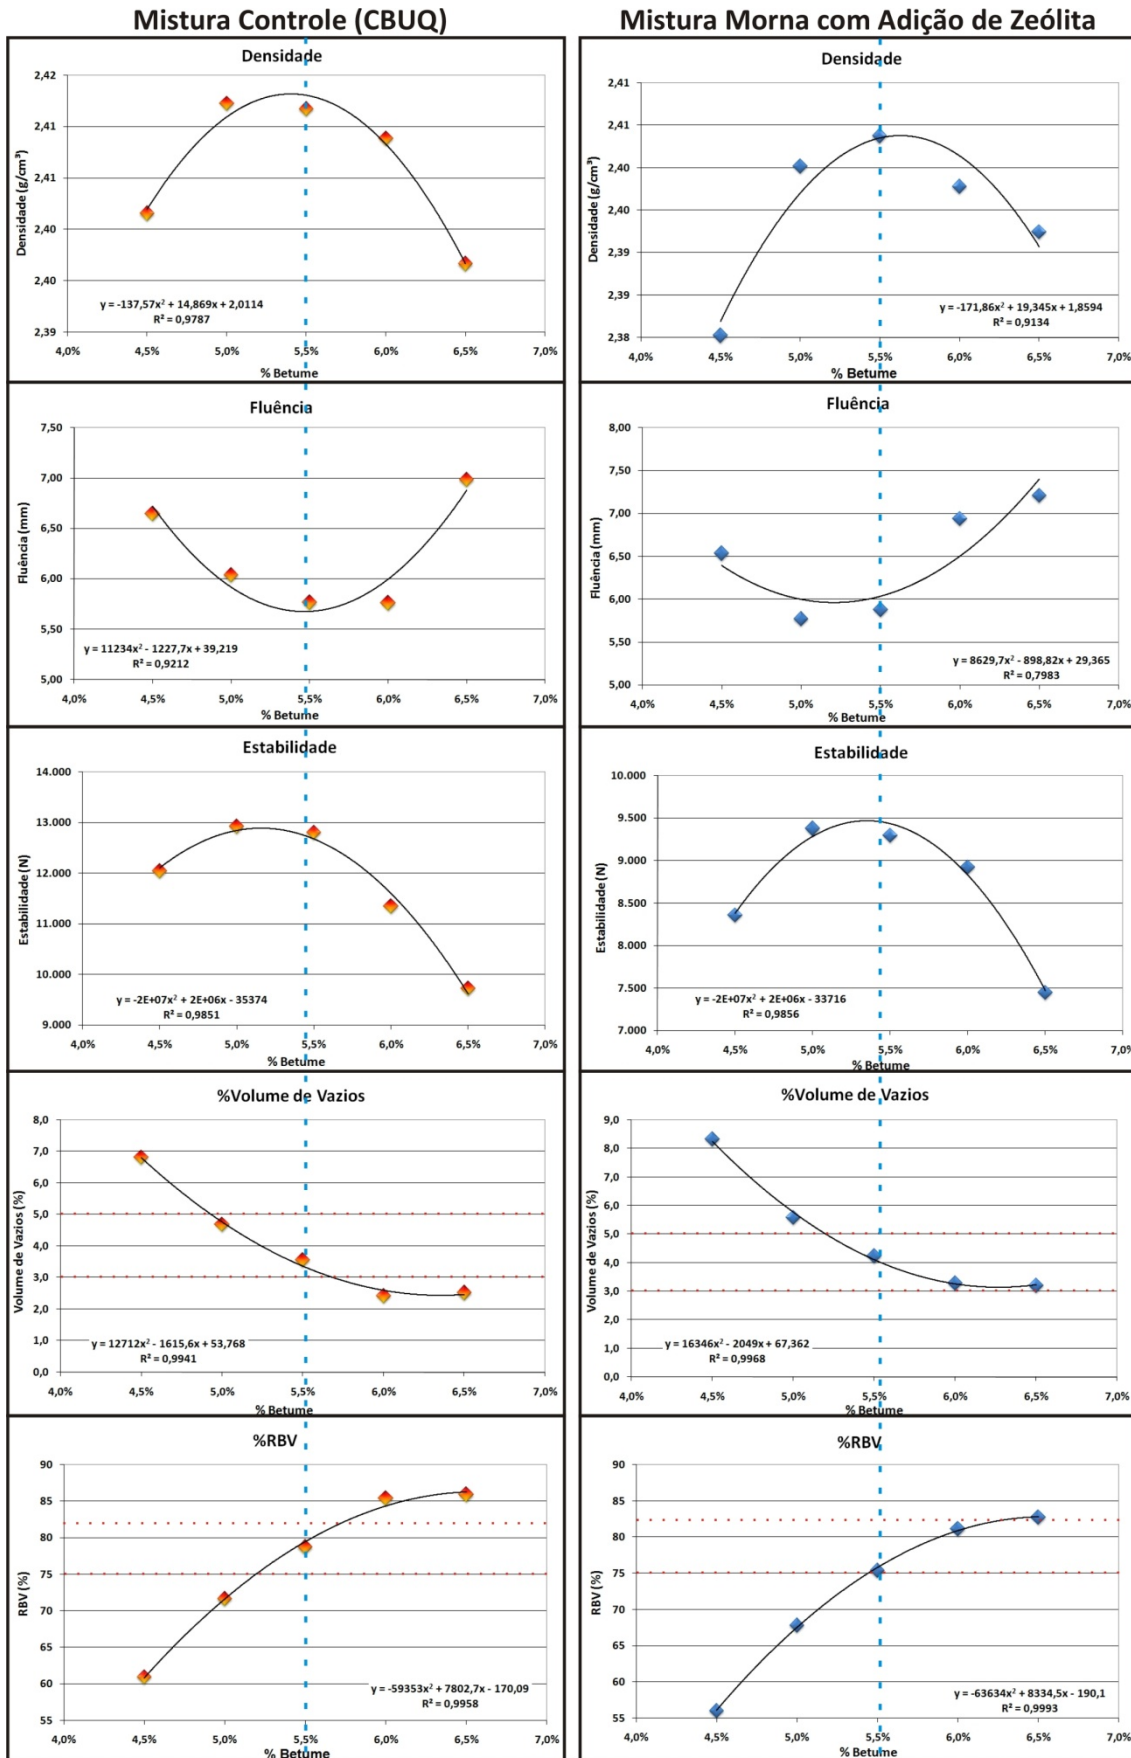 Mistura Controle (CBUQ)
Densidade
2,42
2,41
2,41
2,40
2,40
2,39
4,0% 4,5% 5,0% 5,5% 6,0% 6,5% 7,0%
Densidade (g/cm³)
% Betume
y = -137,57x² + 14,869x + 2,0114
R² = 0,9787
Fluência
7,50
7,00
6,50
6,00
5,50
5,00
4,0% 4,5% 5,0% 5,5% 6,0% 6,5% 7,0%
Fluência (mm)
% Betume
y = 11234x² - 1227,7x + 39,219
R² = 0,9212
Estabilidade
14.000
13.000
12.000
11.000
10.000
9.000
4,0% 4,5% 5,0% 5,5% 6,0% 6,5% 7,0%
Estabilidade (N)
% Betume
y = -2E+07x² + 2E+06x - 35374
R² = 0,9851
%Volume de Vazios
8,0
7,0
6,0
5,0
4,0
3,0
2,0
1,0
0,0
4,0% 4,5% 5,0% 5,5% 6,0% 6,5% 7,0%
Volume de Vazios (%)
% Betume
y = 12712x² - 1615,6x + 53,768
R² = 0,9941
%RBV
90
85
80
75
70
65
60
55
4,0% 4,5% 5,0% 5,5% 6,0% 6,5% 7,0%
RBV (%)
% Betume
y = -59353x² + 7802,7x - 170,09
R² = 0,9958
Mistura Morna com Adição de Zeólita
Densidade
2,41
2,41
2,40
2,40
2,39
2,39
2,38
4,0% 4,5% 5,0% 5,5% 6,0% 6,5% 7,0%
Densidade (g/cm³)
% Betume
y = -171,86x² + 19,345x + 1,8594
R² = 0,9134
Fluência
8,00
7,50
7,00
6,50
6,00
5,50
5,00
4,0% 4,5% 5,0% 5,5% 6,0% 6,5% 7,0%
Fluência (mm)
% Betume
y = 8629,7x² - 898,82x + 29,365
R² = 0,7983
Estabilidade
10.000
9.500
9.000
8.500
8.000
7.500
7.000
4,0% 4,5% 5,0% 5,5% 6,0% 6,5% 7,0%
Estabilidade (N)
% Betume
y = -2E+07x² + 2E+06x - 33716
R² = 0,9856
%Volume de Vazios
9,0
8,0
7,0
6,0
5,0
4,0
3,0
2,0
1,0
0,0
4,0% 4,5% 5,0% 5,5% 6,0% 6,5% 7,0%
Volume de Vazios (%)
% Betume
y = 16346x² - 2049x + 67,362
R² = 0,9968
%RBV
90
85
80
75
70
65
60
55
4,0% 4,5% 5,0% 5,5% 6,0% 6,5% 7,0%
RBV (%)
% Betume
y = -63634x² + 8334,5x - 190,1
R² = 0,9993